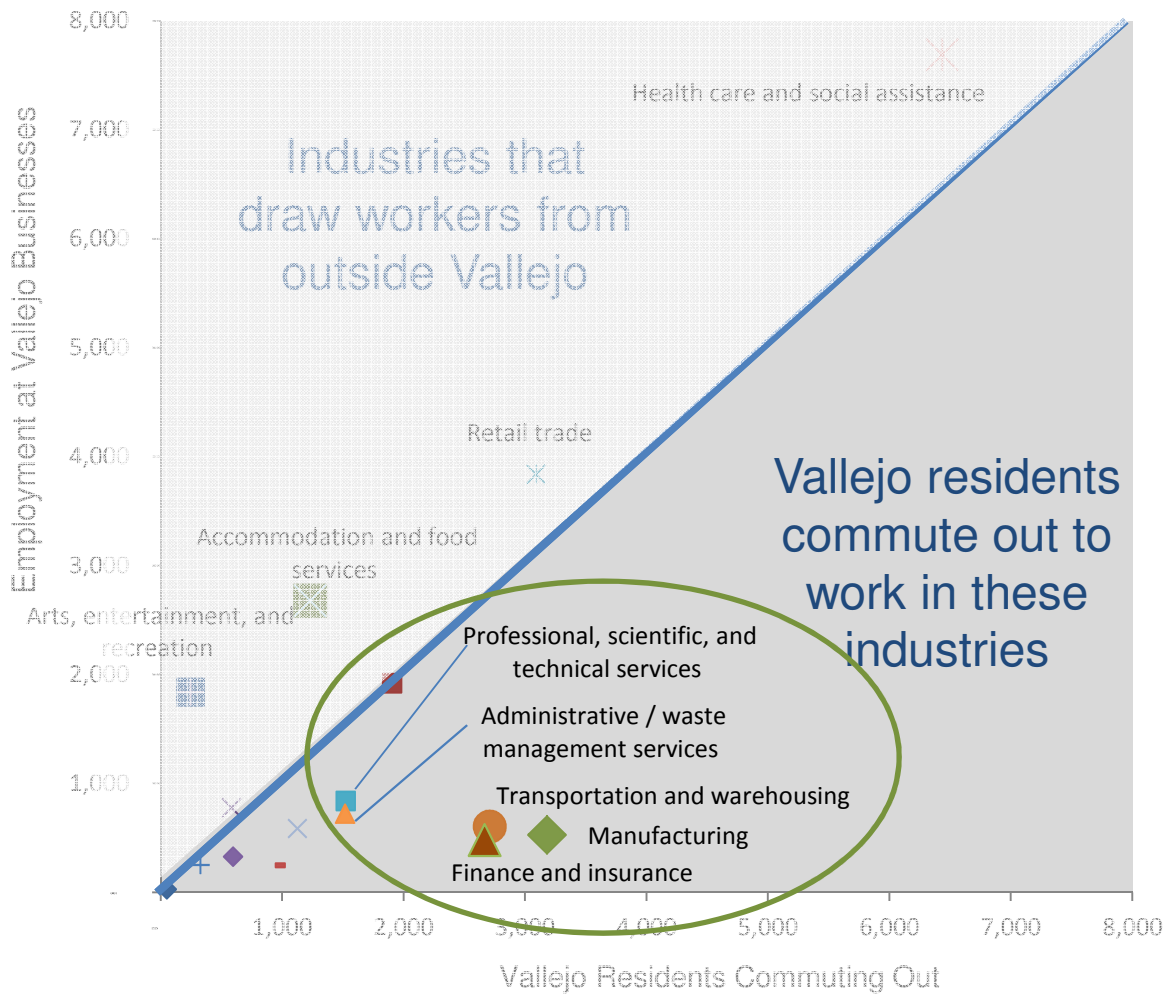 8,000
7,000
6,000
5,000
4,000
3,000
2,000
1,000
-
Employment at Vallejo Businesses
Health care and social assistance
Industries that
draw workers from
outside Vallejo
Retail trade
Vallejo residents
commute out to
work in these
industries
Accommodation and food
services
Arts, entertainment, and
recreation
Professional, scientific, and
technical services
Administrative / waste
management services
Transportation and warehousing
Manufacturing
Finance and insurance
-
1,000
2,000
3,000
4,000
5,000
6,000
7,000
8,000
Vallejo Residents Commuting Out